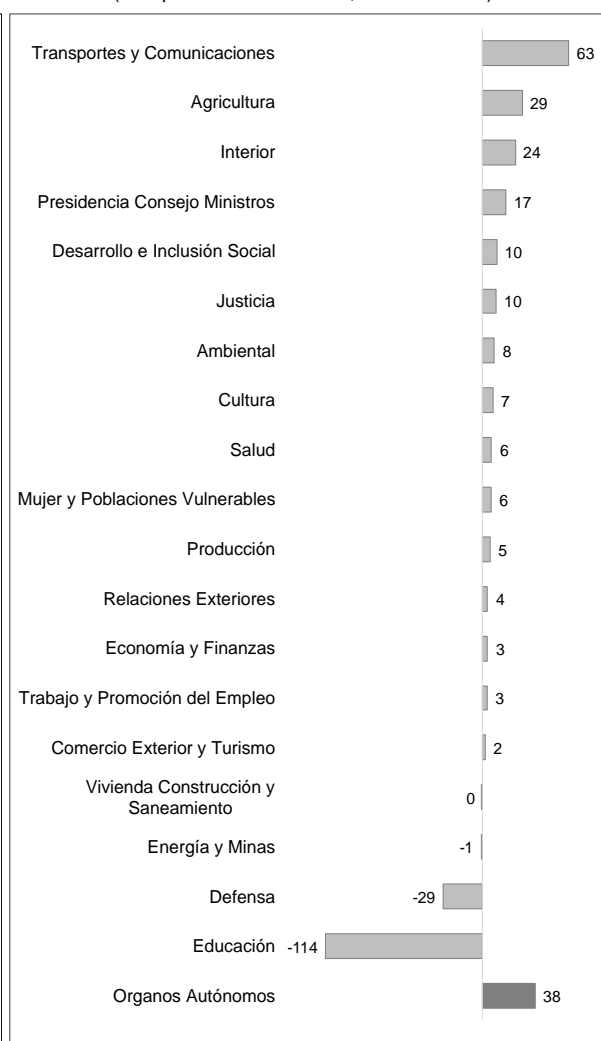 Transportes y Comunicaciones 63
Agricultura 29
Interior 24
Presidencia Consejo Ministros 17
Desarrollo e Inclusión Social 10
Justicia 10
Ambiental 8
Cultura 7
Salud 6
Mujer y Poblaciones Vulnerables 6
Producción 5
Relaciones Exteriores 4
Economía y Finanzas 3
Trabajo y Promoción del Empleo 3
Comercio Exterior y Turismo 2
Vivienda Construcción y
Saneamiento 0
Energía y Minas -1
Defensa -29
Educación -114
Organos Autónomos 38